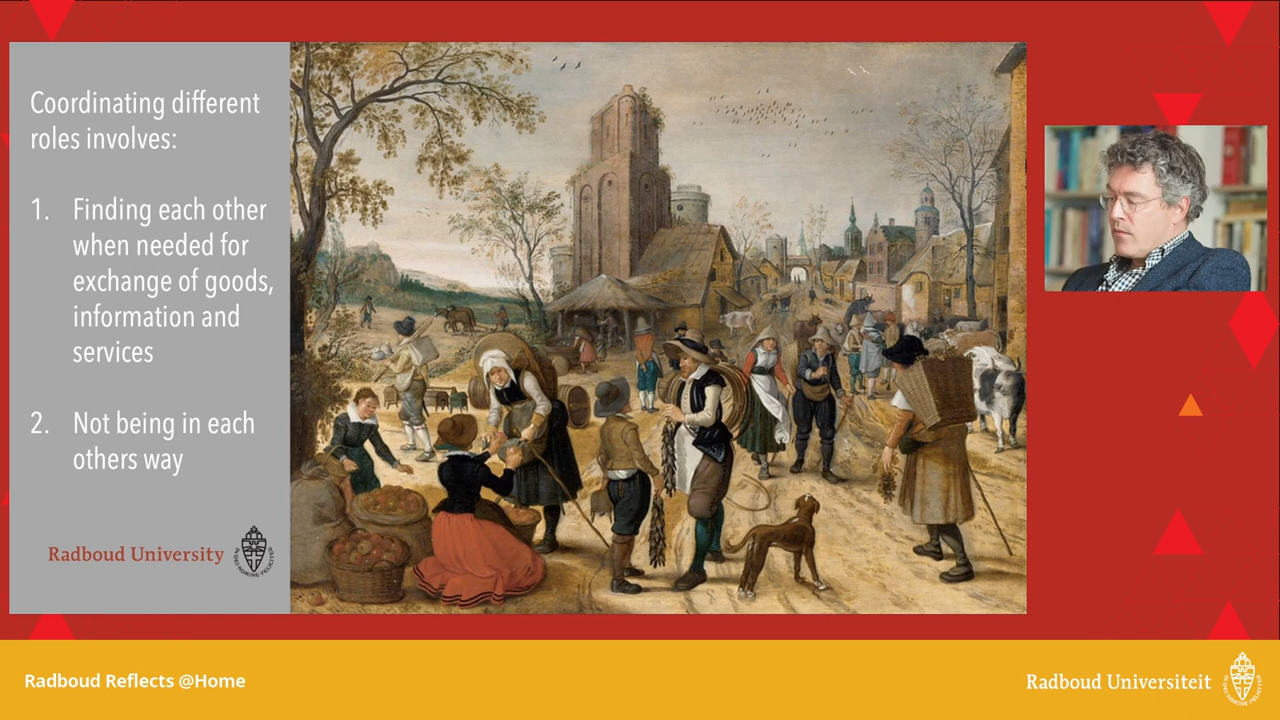 Coordinating different
roles involves:
1. Finding each other
when needed for
exchange of goods,
information and
services
2. Not being in each
others way
Radboud University
Radboud Reflects @Home
Radboud Universiteit